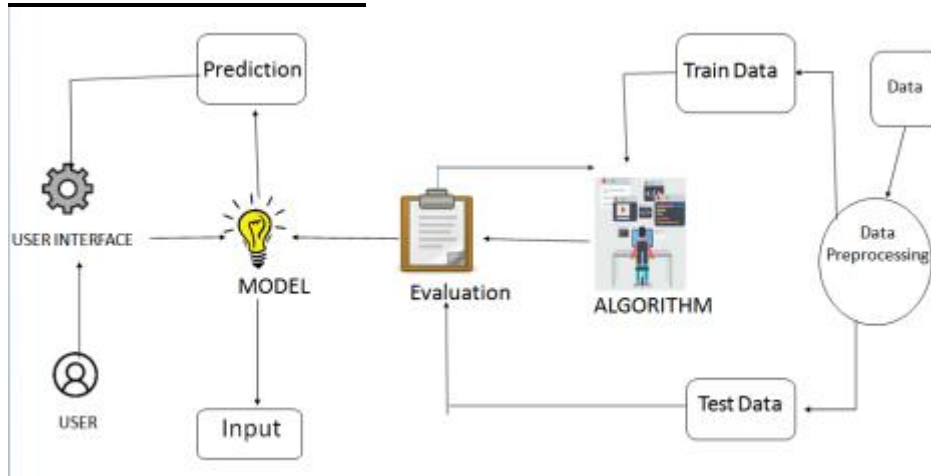 Prediction
Train Data
Data
USER INTERFACE
MODEL
Evaluation
ALGORITHM
Data
Preprocessing
USER
Input
Test Data